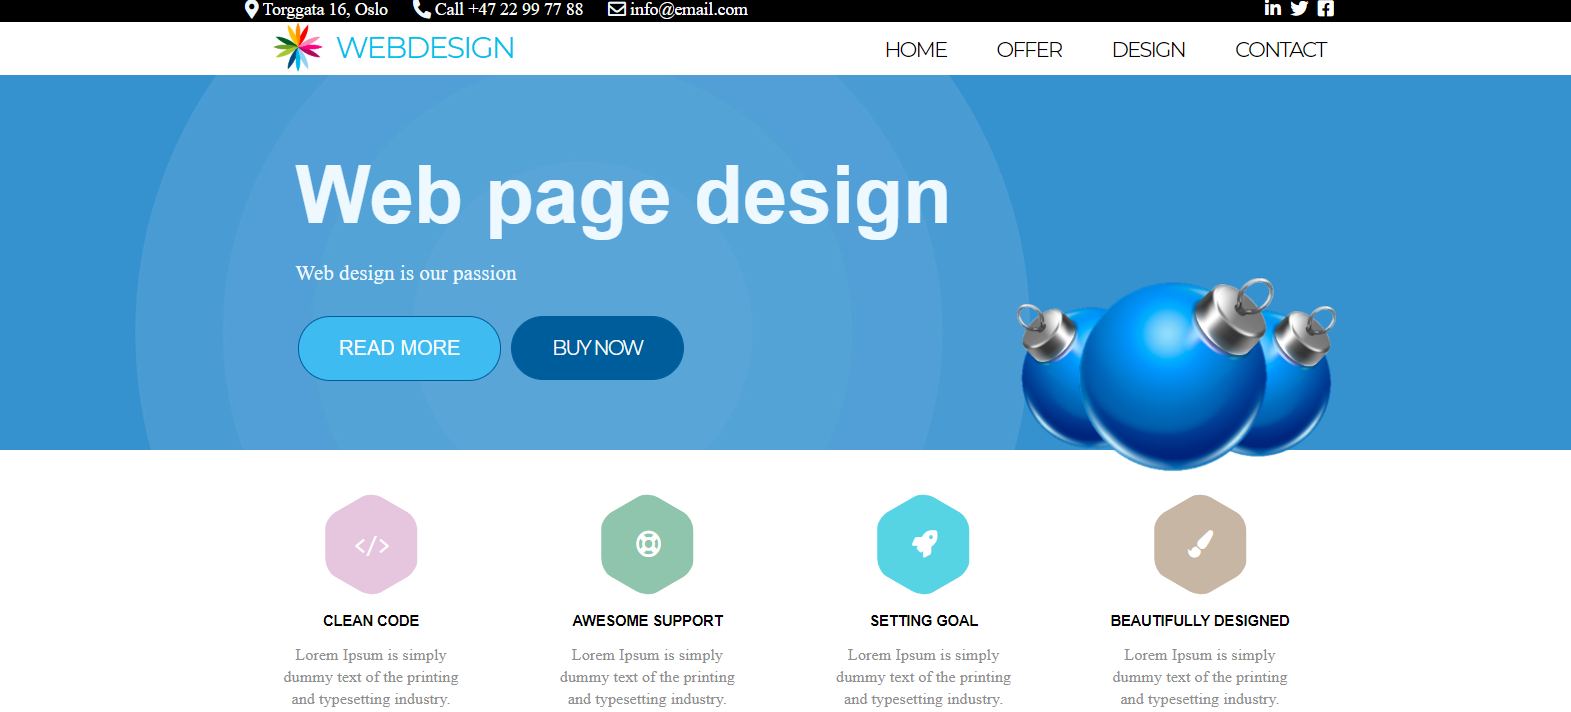 Torggata 16, Oslo Call +47 22 99 77 88 info@email.com
WEBDESIGN HOME OFFER DESIGN CONTACT
Web page design
Web design is our passion
READ MORE BUY NOW
CLEAN CODE
Lorem Ipsum is simply
dummy text of the printing
and typesetting industry.
AWESOME SUPPORT
Lorem Ipsum is simply
dummy text of the printing
and typesetting industry.
SETTING GOAL
Lorem Ipsum is simply
dummy text of the printing
and typesetting industry.
BEAUTIFULLY DESIGNED
Lorem Ipsum is simply
dummy text of the printing
and typesetting industry.